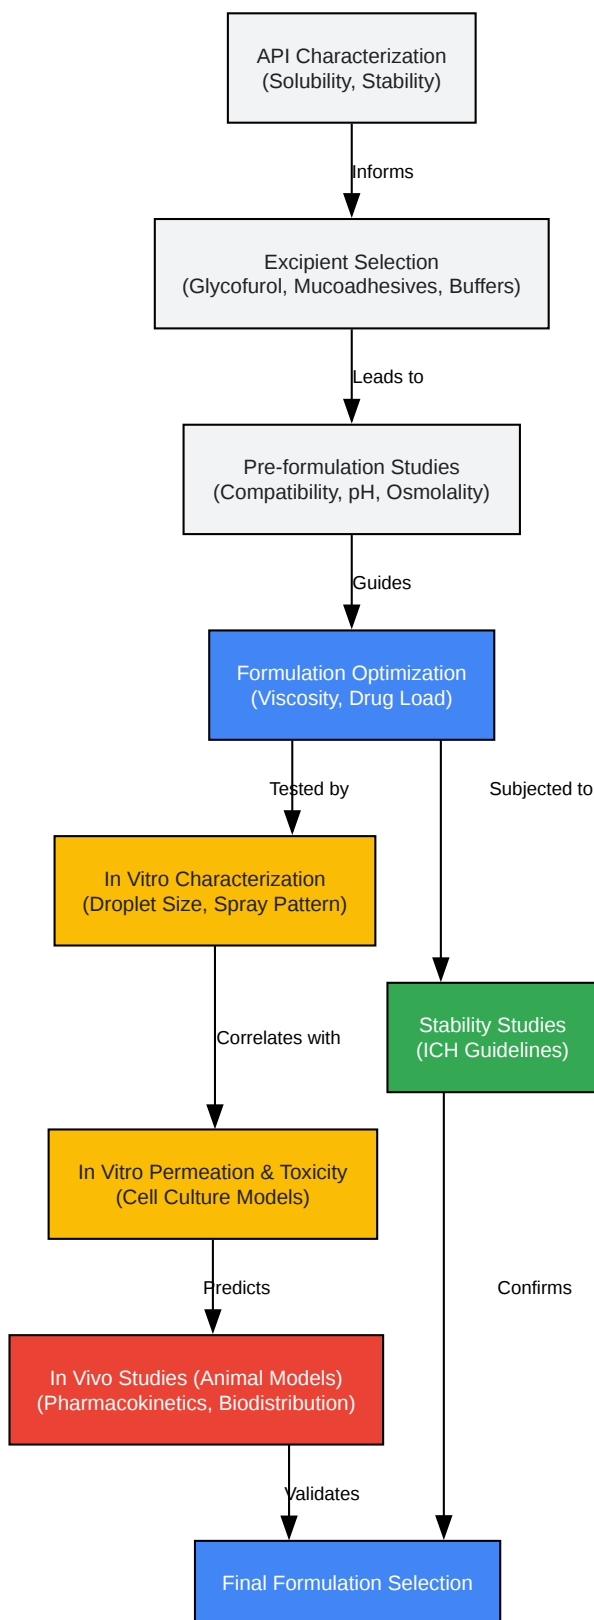 API Characterization
(Solubility, Stability)
Informs
Excipient Selection
(Glycofurol, Mucoadhesives, Buffers)
Leads to
Pre-formulation Studies
(Compatibility, pH, Osmolality)
Guides
Formulation Optimization
(Viscosity, Drug Load)
Tested by
Subjected to
In Vitro Characterization
(Droplet Size, Spray Pattern)
Stability Studies
(ICH Guidelines)
Correlates with
In Vitro Permeation & Toxicity
(Cell Culture Models)
Predicts
Confirms
In Vivo Studies (Animal Models)
(Pharmacokinetics, Biodistribution)
Validates
Final Formulation Selection